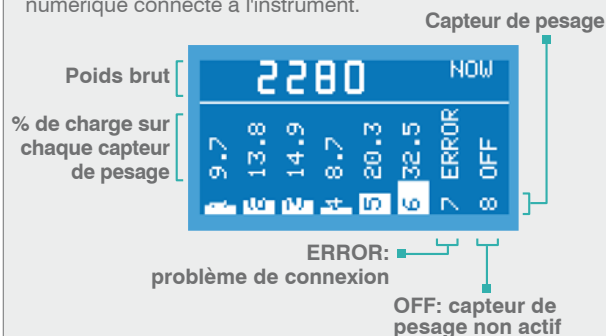 numérique connecté à l'instrument.
Capteur de pesage
Poids brut
2280
NOW
% de charge sur
chaque capteur
de pesage
1 9.7
13.8
14.9
4 8.7
5 20.3
6 32.5
7 ERROR
8 OFF
ERROR:
problème de connexion
OFF: capteur de
pesage non actif